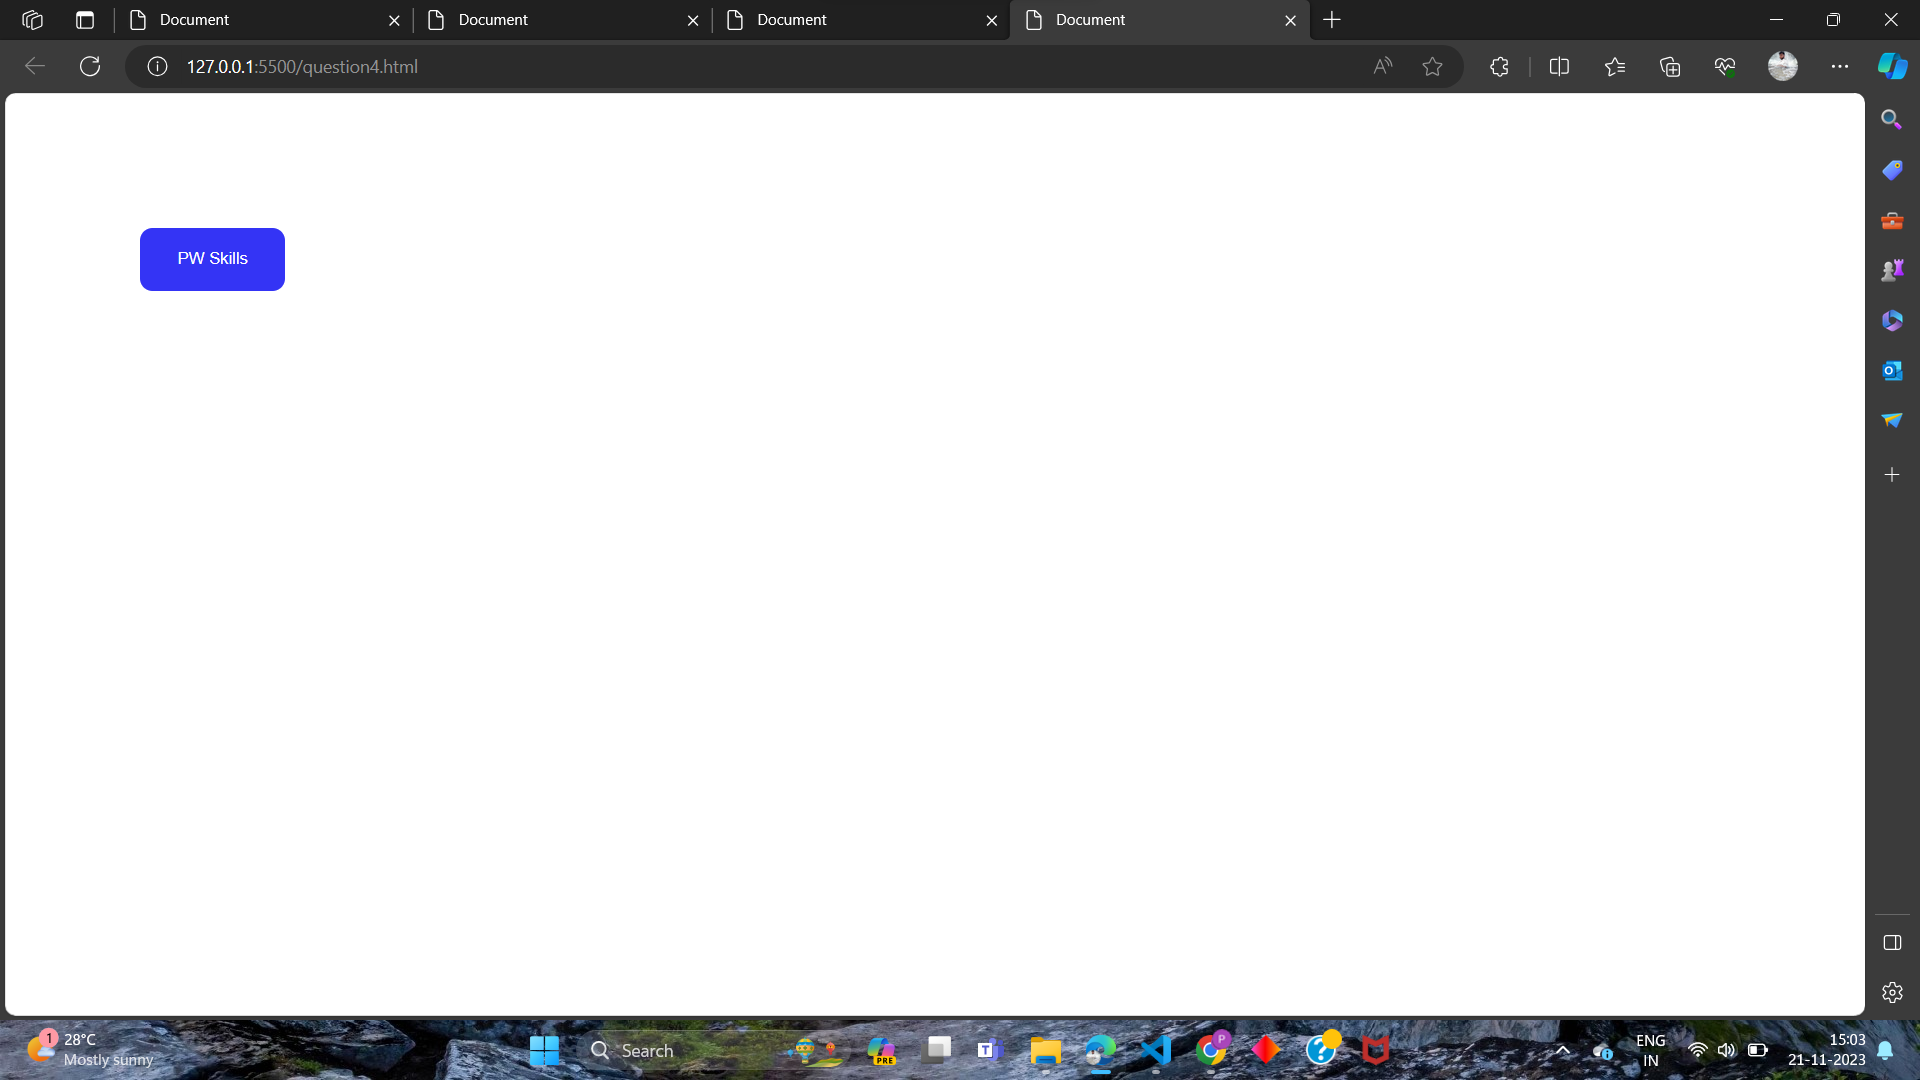 Document
Document
Document
Document
127.0.0.1:5500/question4.html
PW Skills
1
28°C
Mostly sunny
Search
PRE
T
P
?
O
ENG
IN
15:03
21-11-2023